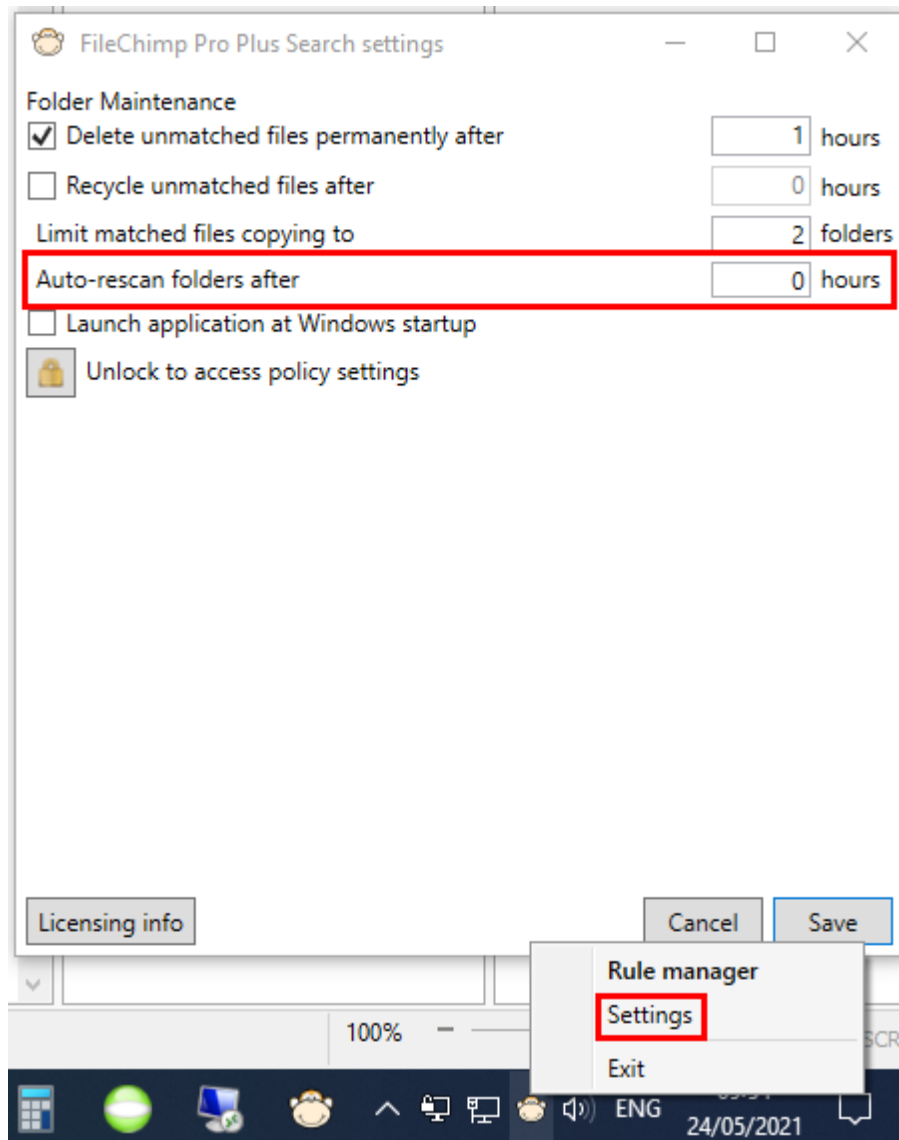 FileChimp Pro Plus Search settings
Folder Maintenance
Delete unmatched files permanently after 1 hours
Recycle unmatched files after 0 hours
Limit matched files copying to 2 folders
Auto-rescan folders after 0 hours
Launch application at Windows startup
Unlock to access policy settings
Licensing info Cancel Save
Rule manager
Settings
Exit
100%
ENG
24/05/2021